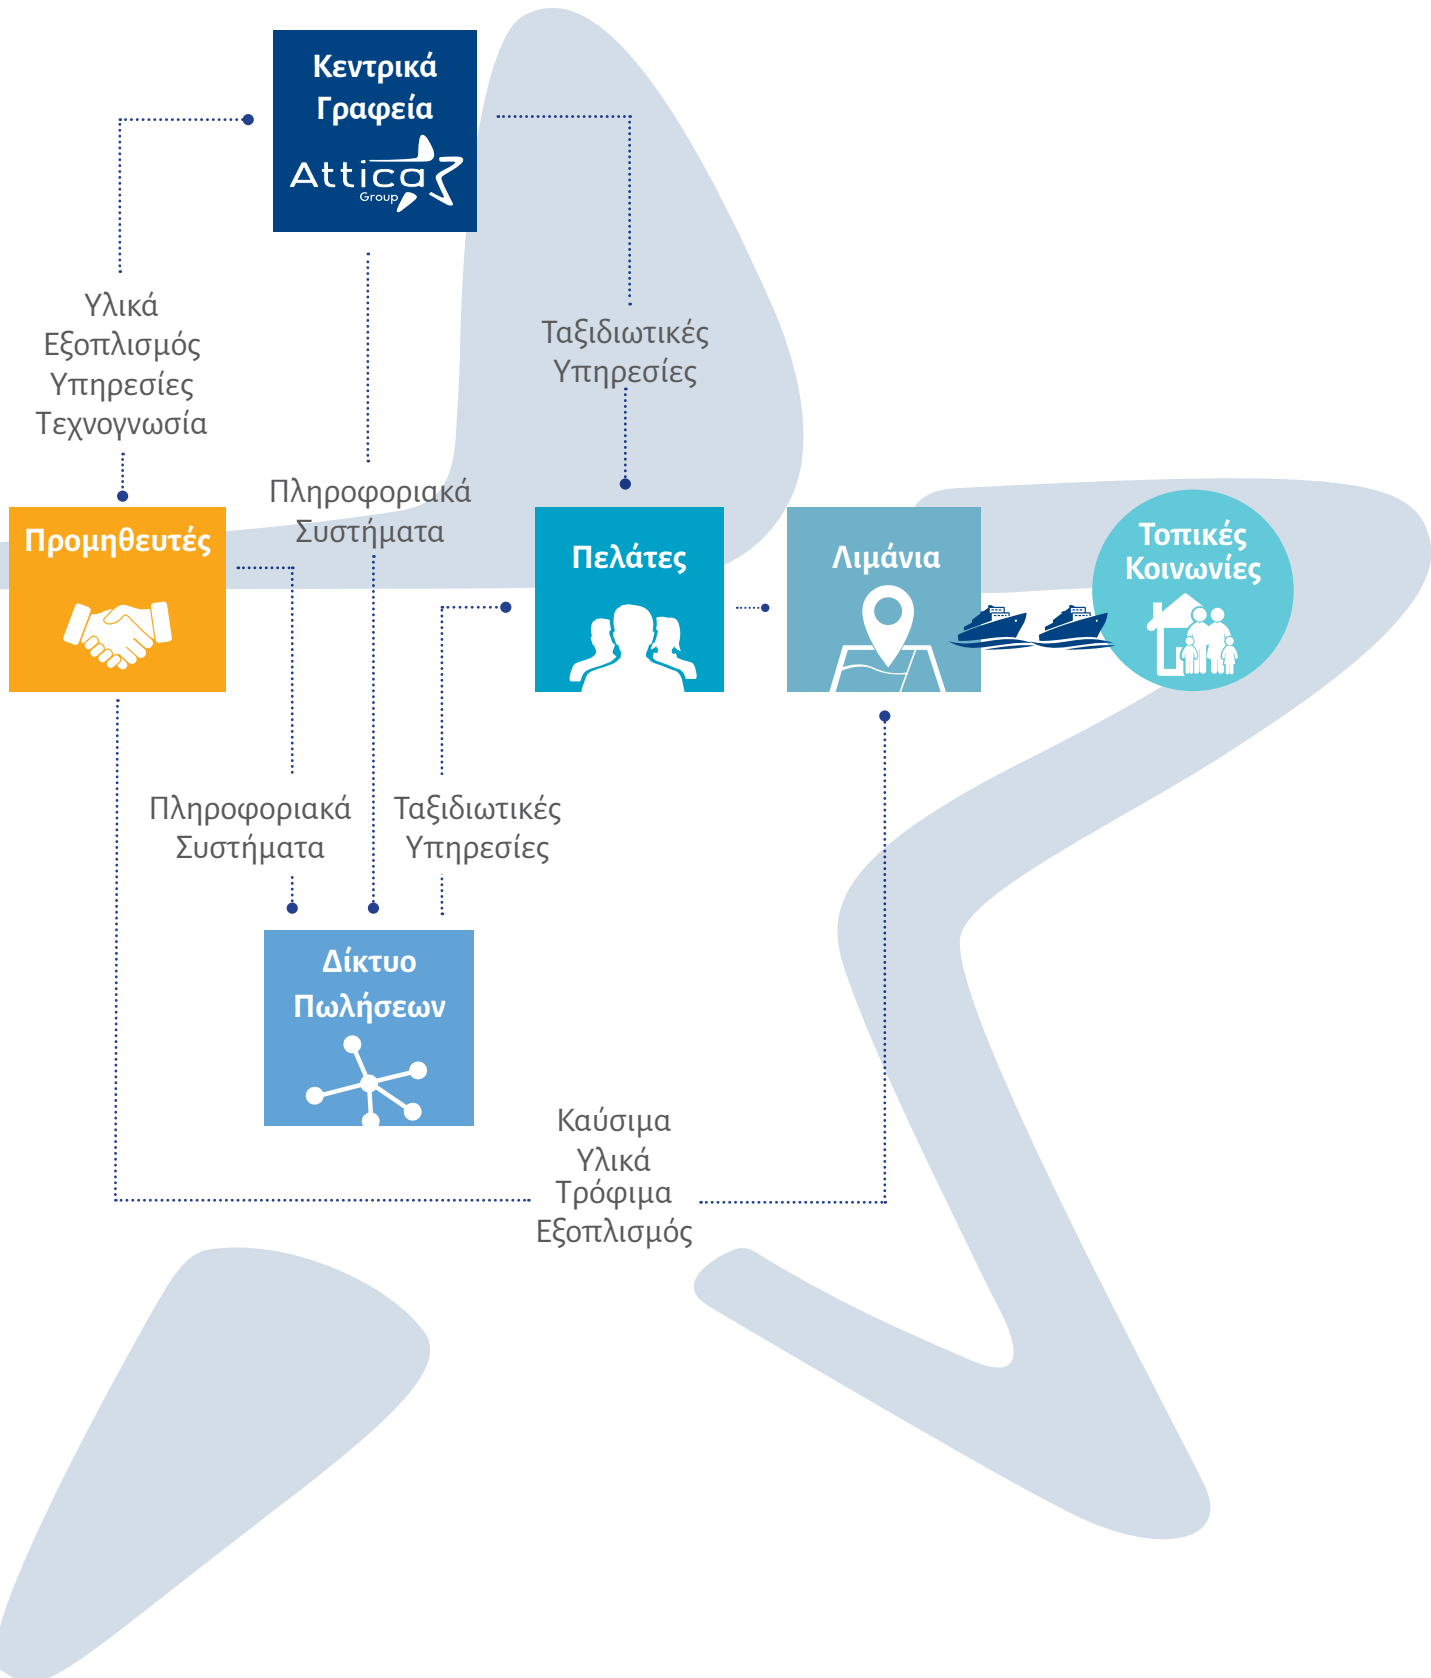 Κεντρικά
Γραφεία
Attica
Group
Υλικά
Εξοπλισμός
Υπηρεσίες
Τεχνογνωσία
Ταξιδιωτικές
Υπηρεσίες
Πληροφοριακά
Συστήματα
Προμηθευτές
Πελάτες
Λιμάνια
Τοπικές
Κοινωνίες
Πληροφοριακά
Συστήματα
Ταξιδιωτικές
Υπηρεσίες
Δίκτυο
Πωλήσεων
Καύσιμα
Υλικά
Τρόφιμα
Εξοπλισμός